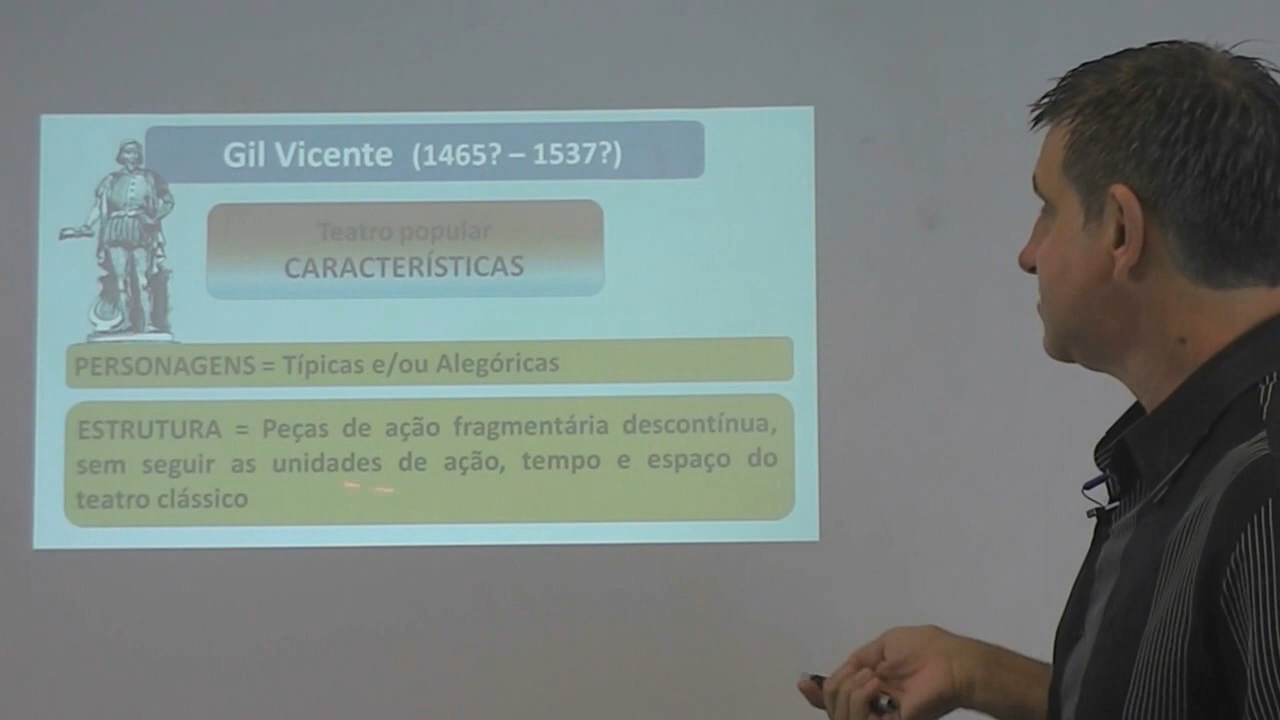 Gil Vicente (1465? – 1537?)
Teatro popular
CARACTERÍSTICAS
PERSONAGENS = Típicas e/ou Alegóricas
ESTRUTURA = Peças de ação fragmentária descontínua,
sem seguir as unidades de ação, tempo e espaço do
teatro clássico